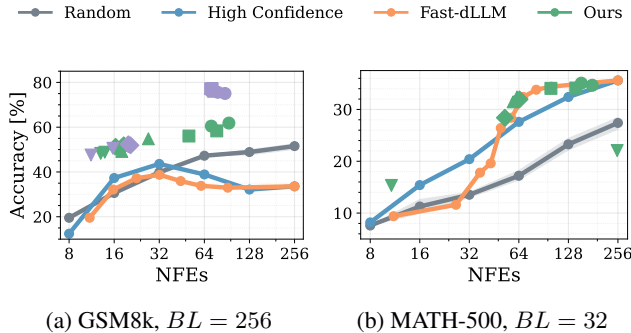 Random High Confidence Fast-dLLM Ours
Accuracy [%]
80
60
40
20
8 16 32 64 128 256
NFEs
30
20
10
8 16 32 64 128 256
NFEs
(a) GSM8k, BL = 256
(b) MATH-500, BL = 32